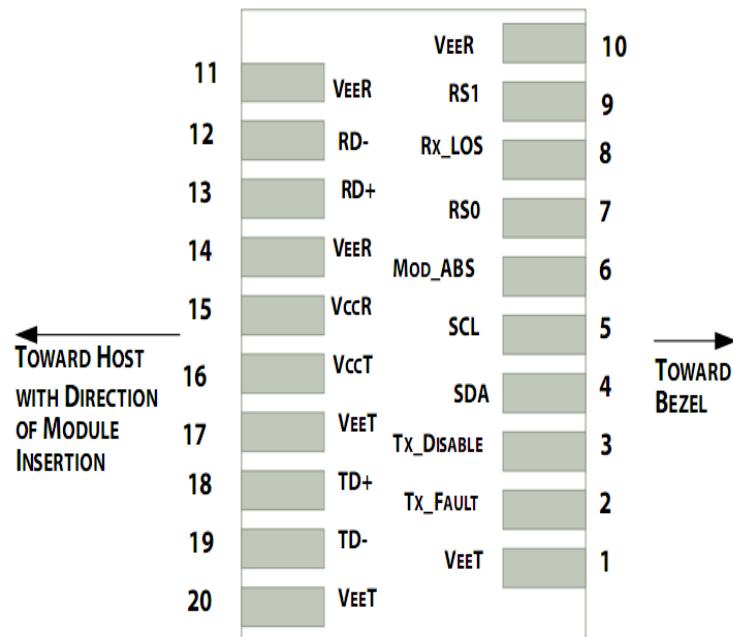 11 VEER
12 RD-
13 RD+
14 VEER
15 VCCR
16 VCCT
17 VEET
18 TD+
19 TD-
20 VEET
VEER 10
RS1 9
RX_LOS 8
RS0 7
MOD_ABS 6
SCL 5
SDA 4
TX_DISABLE 3
TX_FAULT 2
VEET 1
TOWARD HOST
WITH DIRECTION
OF MODULE
INSERTION
TOWARD
BEZEL